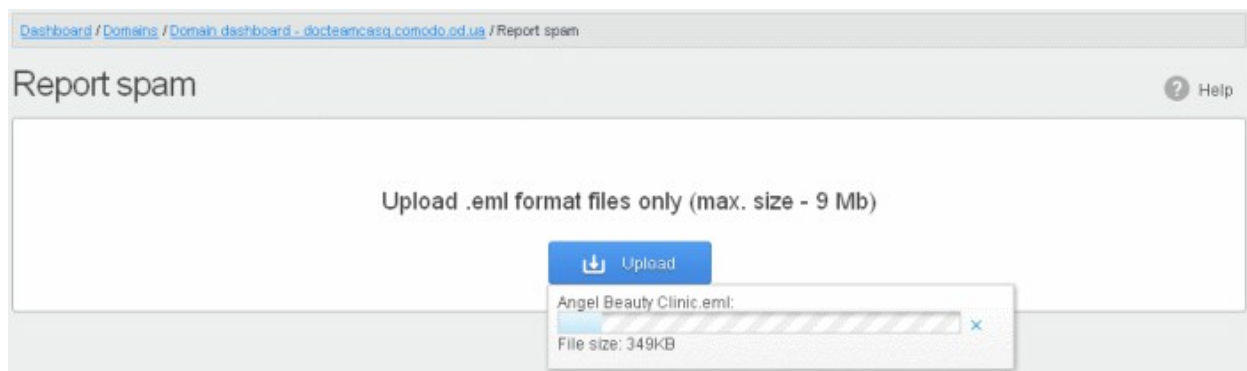 Dashboard / Domains / Domain dashboard - docteamcasg.comodo.od.ua / Report spam
Report spam
? Help
Upload .eml format files only (max. size - 9 Mb)
Upload
Angel Beauty Clinic.eml:
File size: 349KB